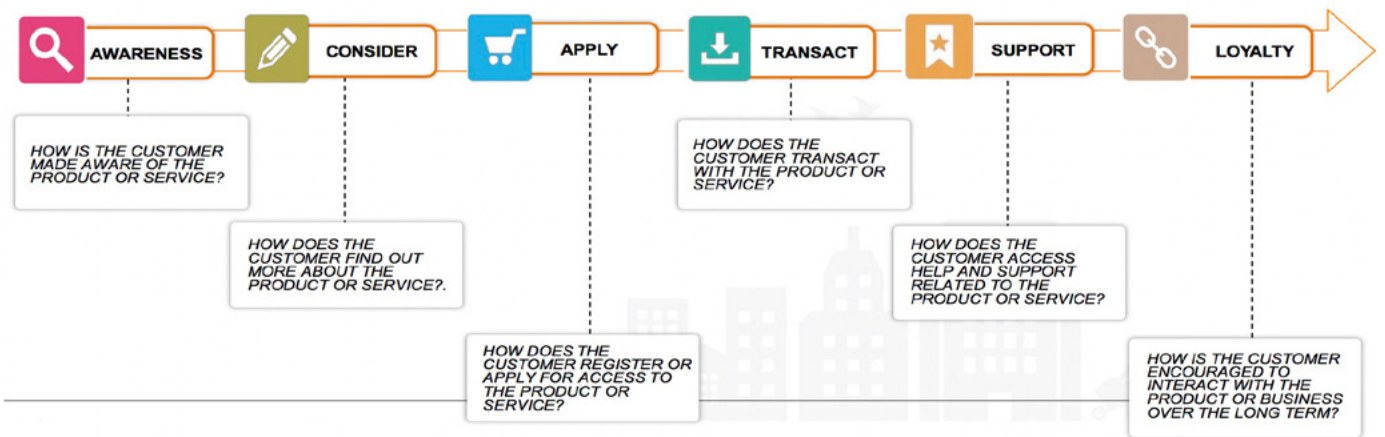 AWARENESS
CONSIDER
APPLY
TRANSACT
SUPPORT
LOYALTY
HOW IS THE CUSTOMER
MADE AWARE OF THE
PRODUCT OR SERVICE?
HOW DOES THE
CUSTOMER FIND OUT
MORE ABOUT THE
PRODUCT OR SERVICE?.
HOW DOES THE
CUSTOMER REGISTER OR
APPLY FOR ACCESS TO
THE PRODUCT OR
SERVICE?
HOW DOES THE
CUSTOMER TRANSACT
WITH THE PRODUCT OR
SERVICE?
HOW DOES THE
CUSTOMER ACCESS
HELP AND SUPPORT
RELATED TO THE
PRODUCT OR SERVICE?
HOW IS THE CUSTOMER
ENCOURAGED TO
INTERACT WITH THE
PRODUCT OR BUSINESS
OVER THE LONG TERM?